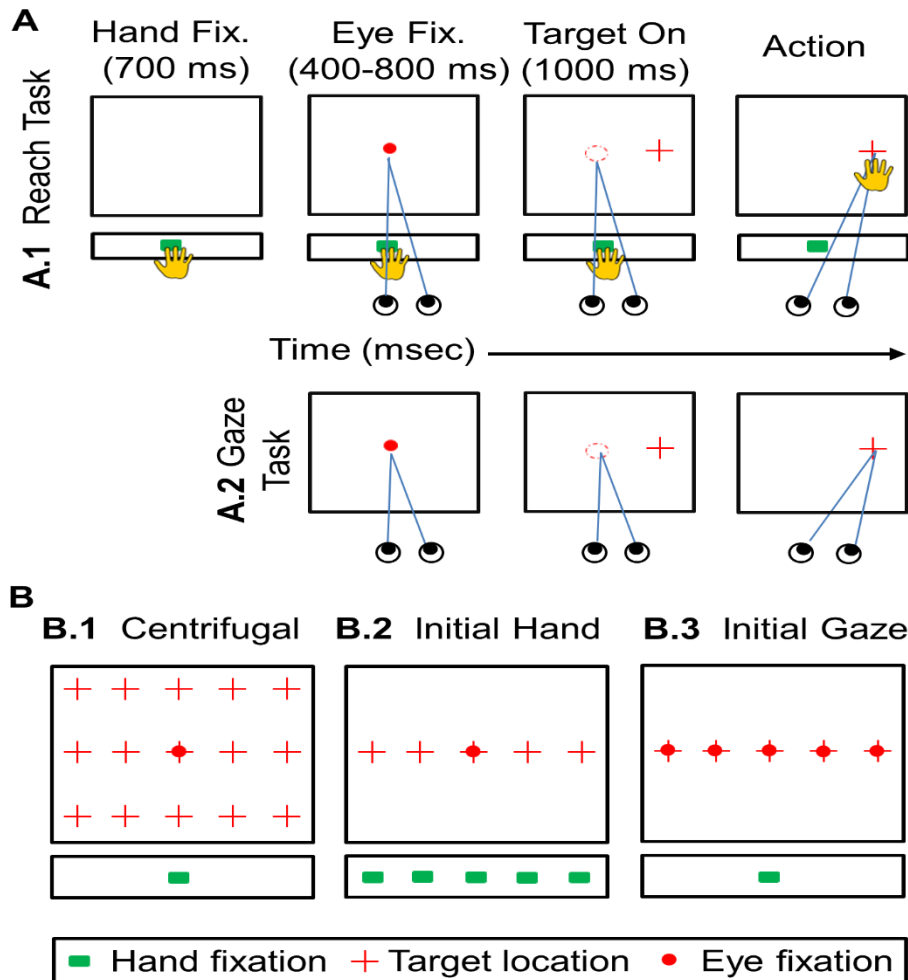 A
Hand Fix.
(700 ms)
Eye Fix.
(400-800 ms)
Target On
(1000 ms)
Action
A.1 Reach Task
Time (msec)
A.2 Gaze
Task
B
B.1 Centrifugal
B.2 Initial Hand
B.3 Initial Gaze
Hand fixation
Target location
Eye fixation